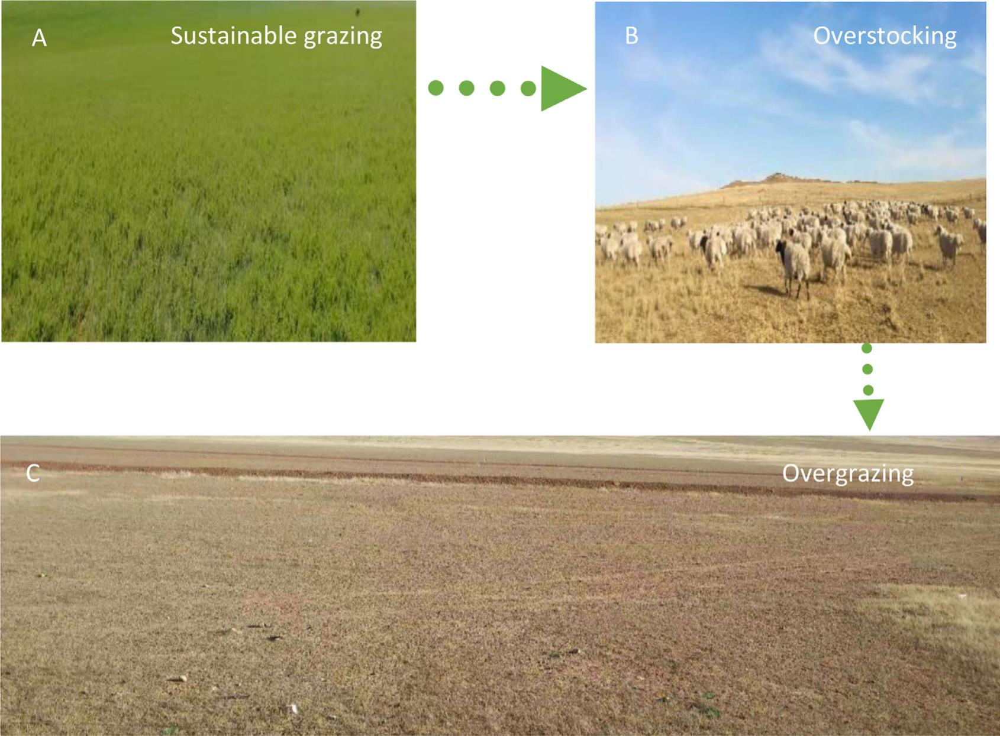 A
Sustainable grazing
B
Overstocking
C
Overgrazing